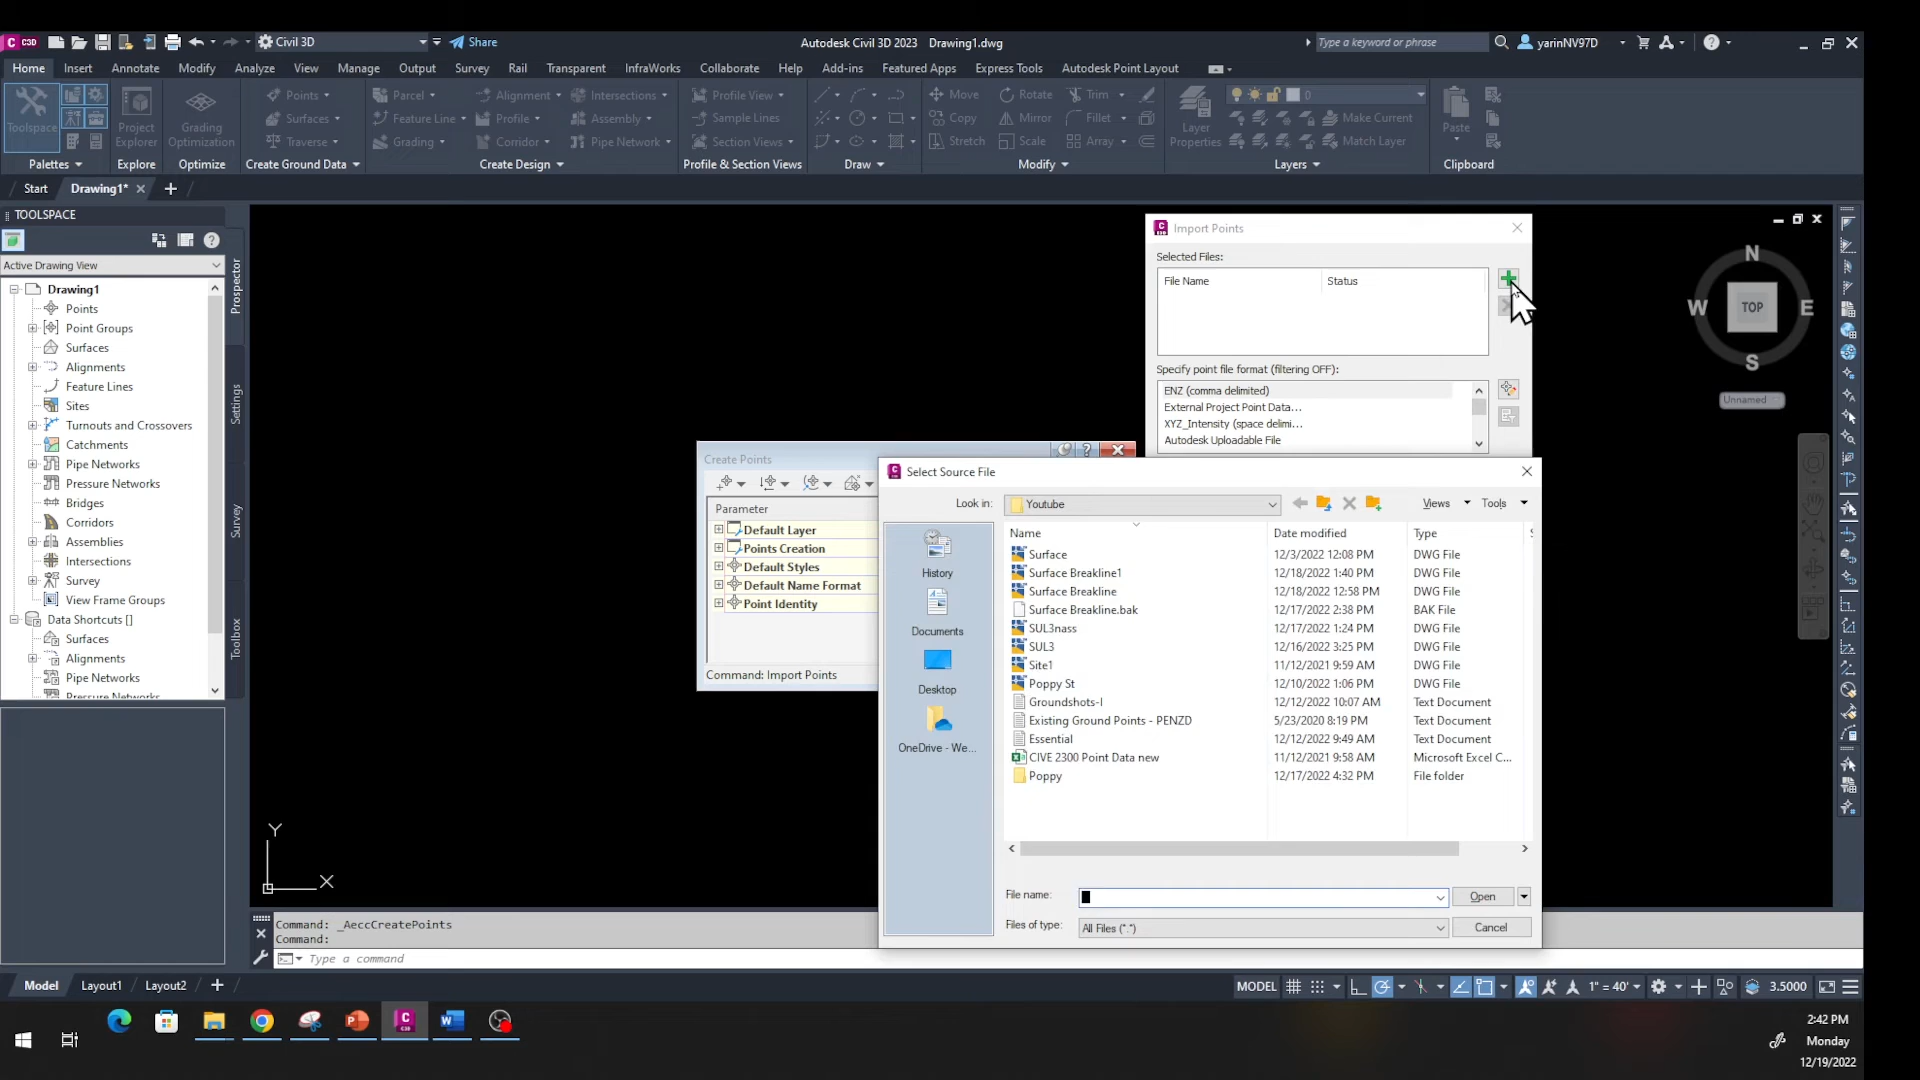 C3D
Civil 3D
Share
Autodesk Civil 3D 2023 Drawing1.dwg
Type a keyword or phrase
yarinNV97D
Home Insert Annotate Modify Analyze View Manage Output Survey Rail Transparent InfraWorks Collaborate Help Add-ins Featured Apps Express Tools Autodesk Point Layout
Toolspace
Palettes
Project
Explorer
Explore
Grading
Optimization
Optimize
Points
Surfaces
Traverse
Create Ground Data
Parcel
Feature Line
Grading
Alignment
Profile
Corridor
Intersections
Assembly
Pipe Network
Create Design
Profile View
Sample Lines
Section Views
Profile & Section Views
Draw
Move
Copy
Stretch
Rotate
Mirror
Scale
Trim
Fillet
Array
Modify
Layer
Properties
0
Make Current
Match Layer
Layers
Paste
Clipboard
Start
Drawing1*
TOOLSPACE
Active Drawing View
Drawing1
Points
Point Groups
Surfaces
Alignments
Feature Lines
Sites
Turnouts and Crossovers
Catchments
Pipe Networks
Pressure Networks
Bridges
Corridors
Assemblies
Intersections
Survey
View Frame Groups
Data Shortcuts []
Surfaces
Alignments
Pipe Networks
Pressure Networks
Prospector
Settings
Survey
Toolbox
Import Points
Selected Files:
File Name Status
Specify point file format (filtering OFF):
ENZ (comma delimited)
External Project Point Data...
XYZ_Intensity (space delimi...
Autodesk Uploadable File
N
W TOP E
S
Unnamed
Create Points
Parameter
Default Layer
Points Creation
Default Styles
Default Name Format
Point Identity
Command: Import Points
Select Source File
Look in: Youtube
Views Tools
History
Documents
Desktop
OneDrive - We...
Name Date modified Type S
Surface 12/3/2022 12:08 PM DWG File
Surface Breakline1 12/18/2022 1:40 PM DWG File
Surface Breakline 12/18/2022 12:58 PM DWG File
Surface Breakline.bak 12/17/2022 2:38 PM BAK File
SUL3nass 12/17/2022 1:24 PM DWG File
SUL3 12/16/2022 3:25 PM DWG File
Site1 11/12/2021 9:59 AM DWG File
Poppy St 12/10/2022 1:06 PM DWG File
Groundshots-I 12/12/2022 10:07 AM Text Document
Existing Ground Points - PENZD 5/23/2020 8:19 PM Text Document
Essential 12/12/2022 9:49 AM Text Document
CIVE 2300 Point Data new 11/12/2021 9:58 AM Microsoft Excel C...
Poppy 12/17/2022 4:32 PM File folder
File name:
Open
Files of type: All Files (*.*)
Cancel
Y
X
Command: _AeccCreatePoints
Command:
Type a command
Model Layout1 Layout2
MODEL
1" = 40'
3.5000
2:42 PM
Monday
12/19/2022